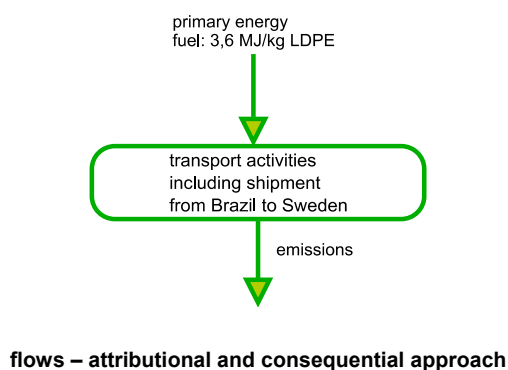 primary energy
fuel: 3,6 MJ/kg LDPE
transport activities
including shipment
from Brazil to Sweden
emissions
flows – attributional and consequential approach